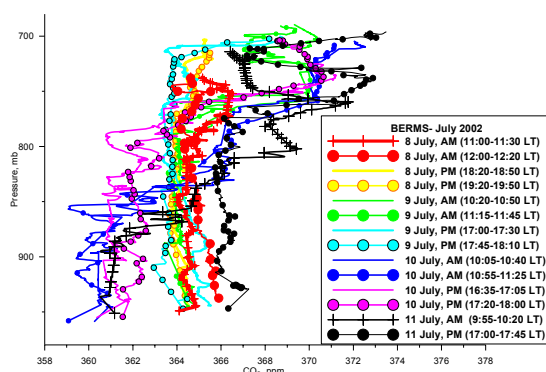 700
800
900
Pressure, mb
BERMS- July 2002
8 July, AM (11:00-11:30 LT)
8 July, AM (12:00-12:20 LT)
8 July, PM (18:20-18:50 LT)
8 July, PM (19:20-19:50 LT)
9 July, AM (10:20-10:50 LT)
9 July, AM (11:15-11:45 LT)
9 July, PM (17:00-17:30 LT)
9 July, PM (17:45-18:10 LT)
10 July, AM (10:05-10:40 LT)
10 July, AM (10:55-11:25 LT)
10 July, PM (16:35-17:05 LT)
10 July, PM (17:20-18:00 LT)
11 July, AM (9:55-10:20 LT)
11 July, PM (17:00-17:45 LT)
358 360 362 364 366 368 370 372 374 376 378